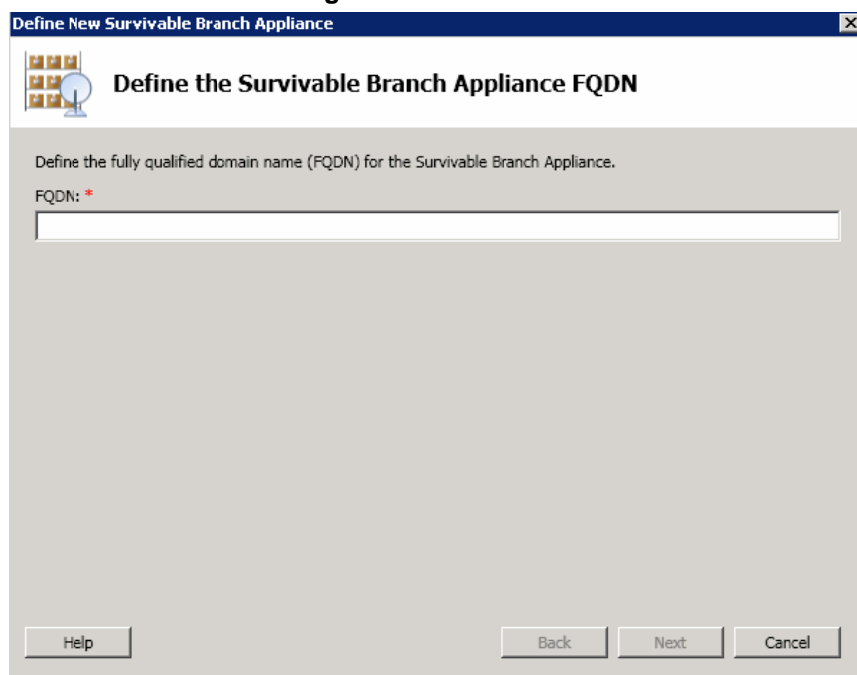 Define New Survivable Branch Appliance
Define the Survivable Branch Appliance FQDN
Define the fully qualified domain name (FQDN) for the Survivable Branch Appliance.
FQDN: *
Help
Back
Next
Cancel